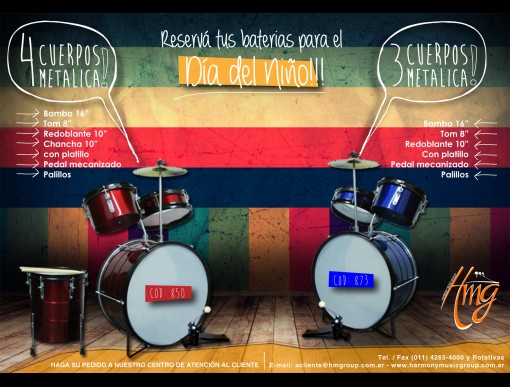 Reservá tus baterias para el
Día del Niño!!!
4 CUERPOS
METALICA!
Bombo 16"
Tom 8"
Redoblante 10"
Chancha 10"
con platillo
Pedal mecanizado
Palillos
3 CUERPOS
METALICA!
Bombo 16"
Tom 8"
Redoblante 10"
Con platillo
Pedal mecanizado
Palillos
COD: 850
COD: 873
Hmg
HAGA SU PEDIDO A NUESTRO CENTRO DE ATENCIÓN AL CLIENTE
Tel. / Fax (011) 4265-4000 y Rotativas
E-mail: acliente@hmgroup.com.ar - www.harmonymusicgroup.com.ar